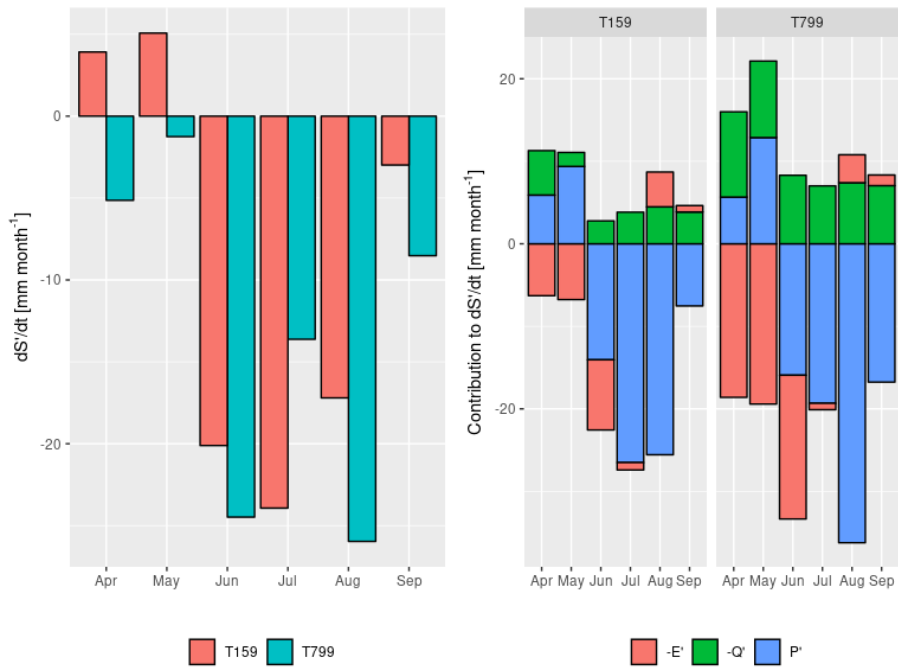 dS'/dt [mm month⁻¹]
0
-10
-20
Apr May Jun Jul Aug Sep
T159 T799
T159 T799
Contribution to dS'/dt [mm month⁻¹]
20
0
-20
Apr May Jun Jul Aug Sep Apr May Jun Jul Aug Sep
-E' -Q' P'